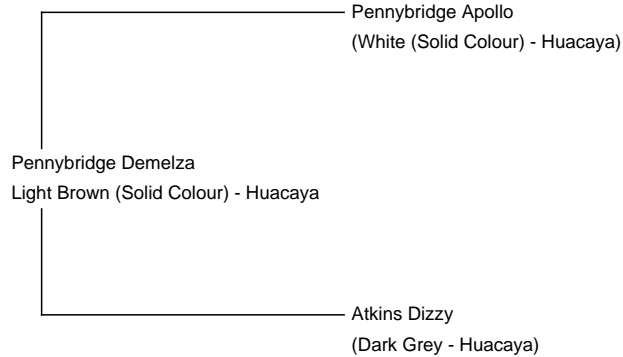 Pennybridge Apollo
(White (Solid Colour) - Huacaya)
Pennybridge Demelza
Light Brown (Solid Colour) - Huacaya
Atkins Dizzy
(Dark Grey - Huacaya)